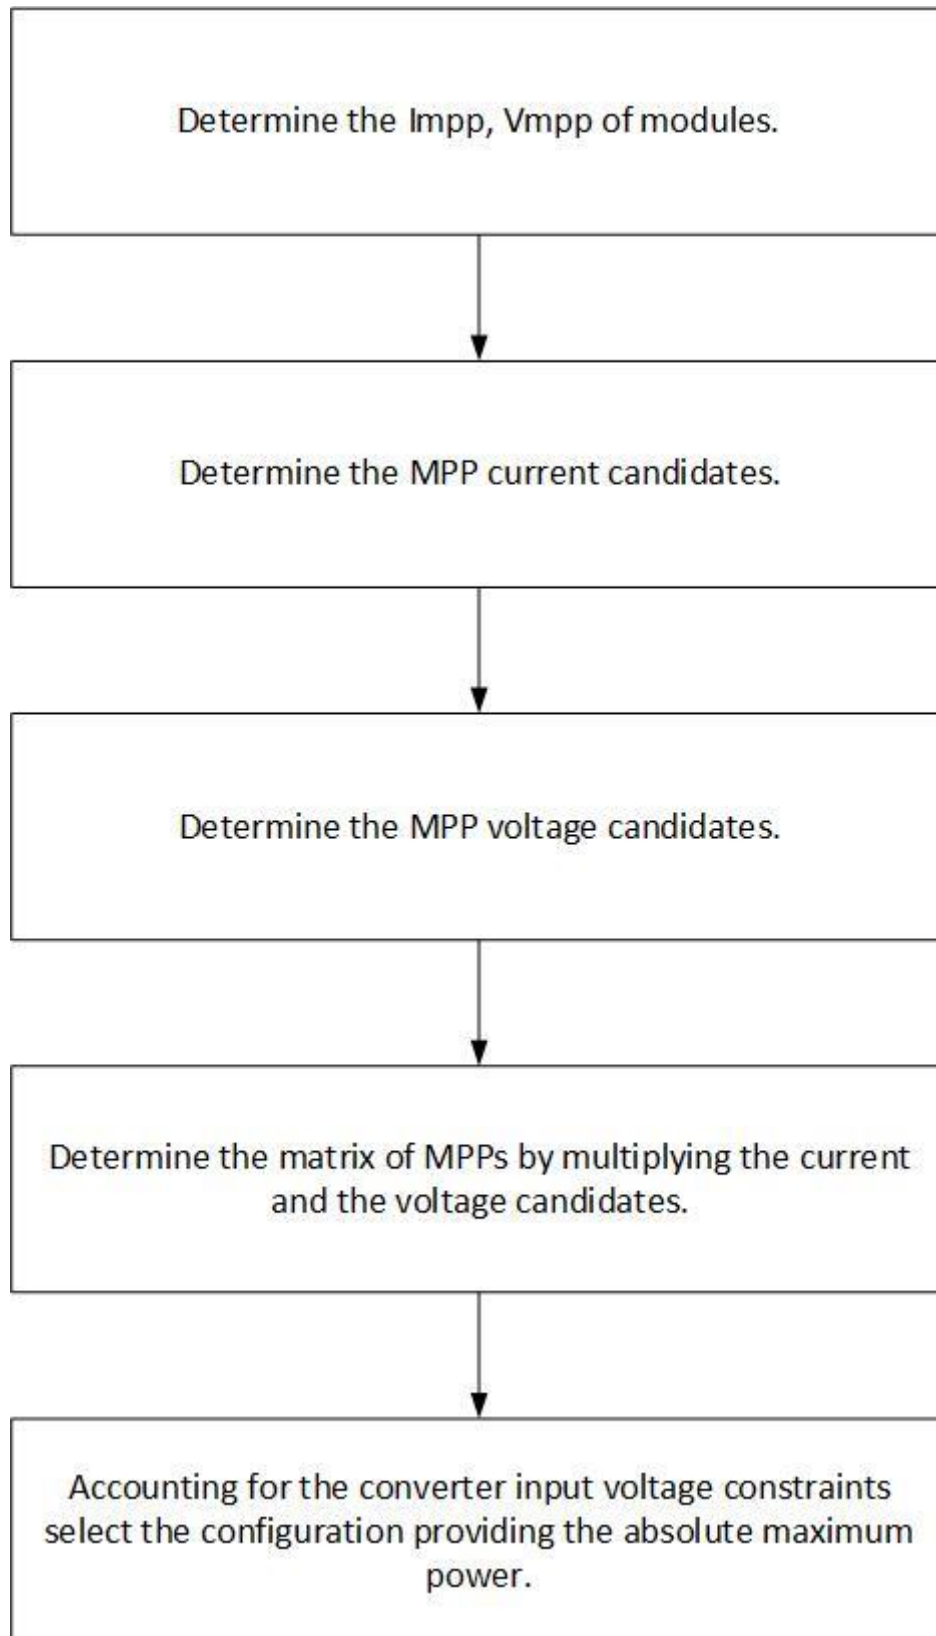 Determine the Impp, Vmpp of modules.
Determine the MPP current candidates.
Determine the MPP voltage candidates.
Determine the matrix of MPPs by multiplying the current
and the voltage candidates.
Accounting for the converter input voltage constraints
select the configuration providing the absolute maximum
power.